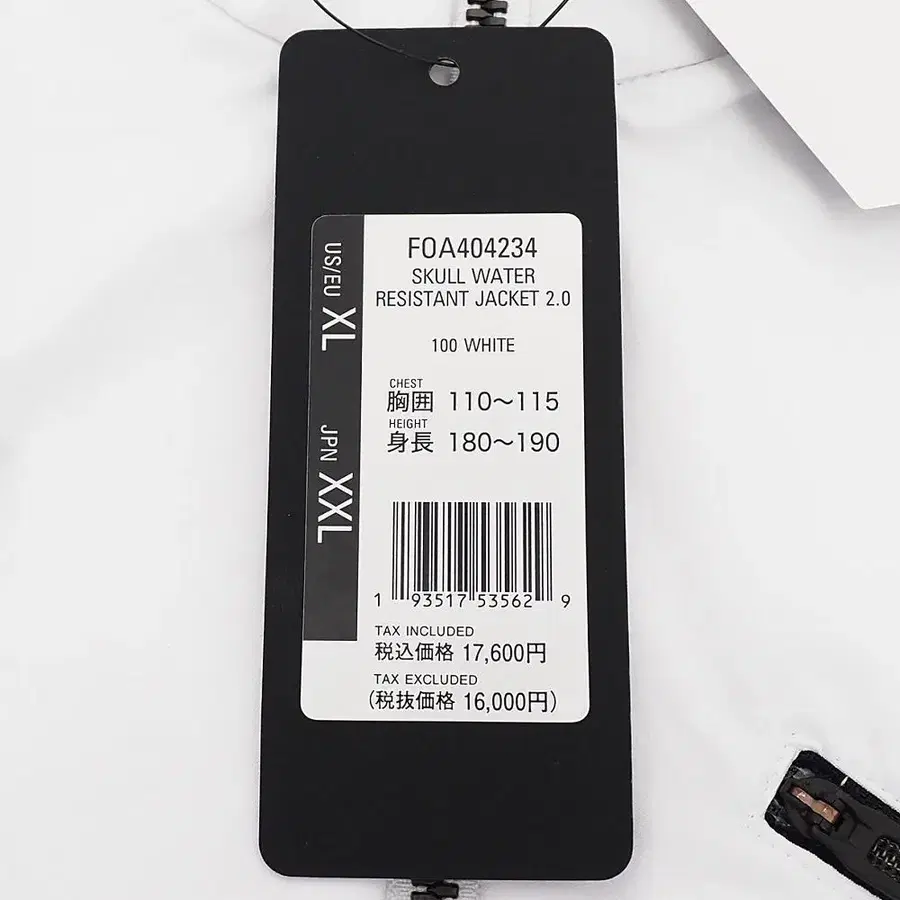 US/EU XL
JPN XXL
FOA404234
SKULL WATER
RESISTANT JACKET 2.0
100 WHITE
CHEST
胸囲 110〜115
HEIGHT
身長 180〜190
1 93517 53562 9
TAX INCLUDED
税込価格 17,600円
TAX EXCLUDED
(税抜価格 16,000円)